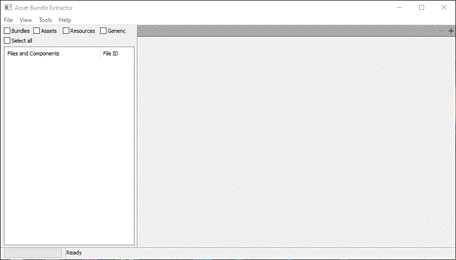 Asset Bundle Extractor
File View Tools Help
Bundles Assets Resources Generic
Select all
Files and Components File ID
Ready